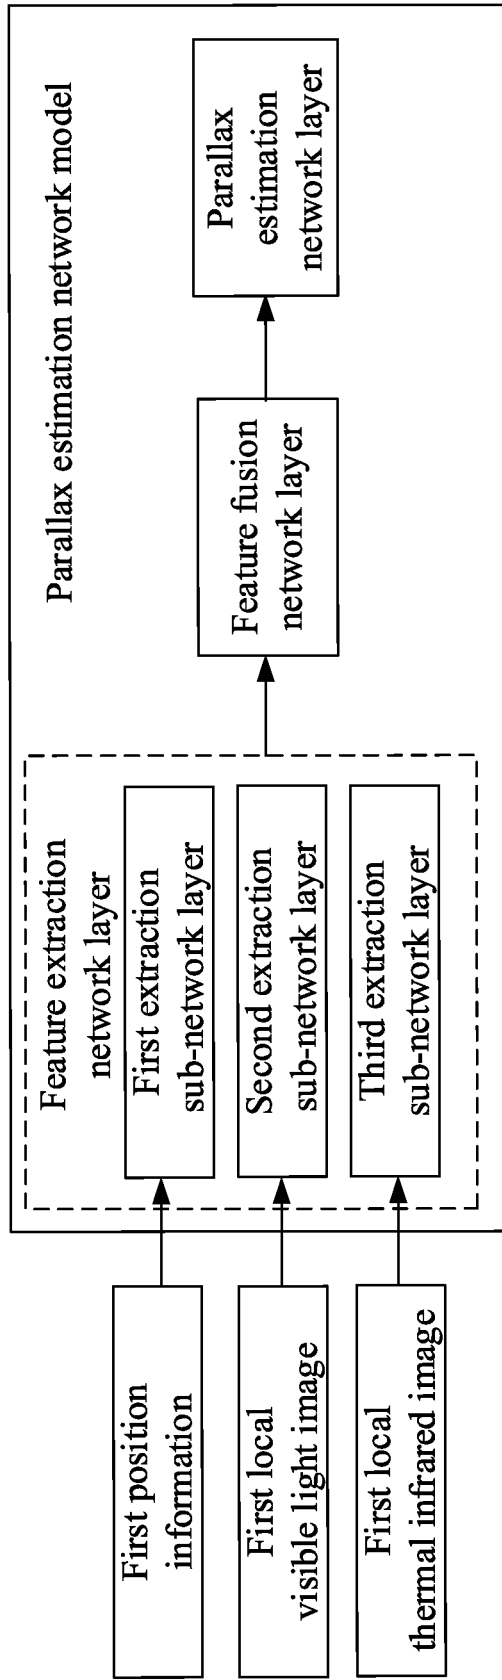 Parallax estimation network model
First position
information
First local
visible light image
First local
thermal infrared image
Feature extraction
network layer
First extraction
sub-network layer
Second extraction
sub-network layer
Third extraction
sub-network layer
Feature fusion
network layer
Parallax
estimation
network layer